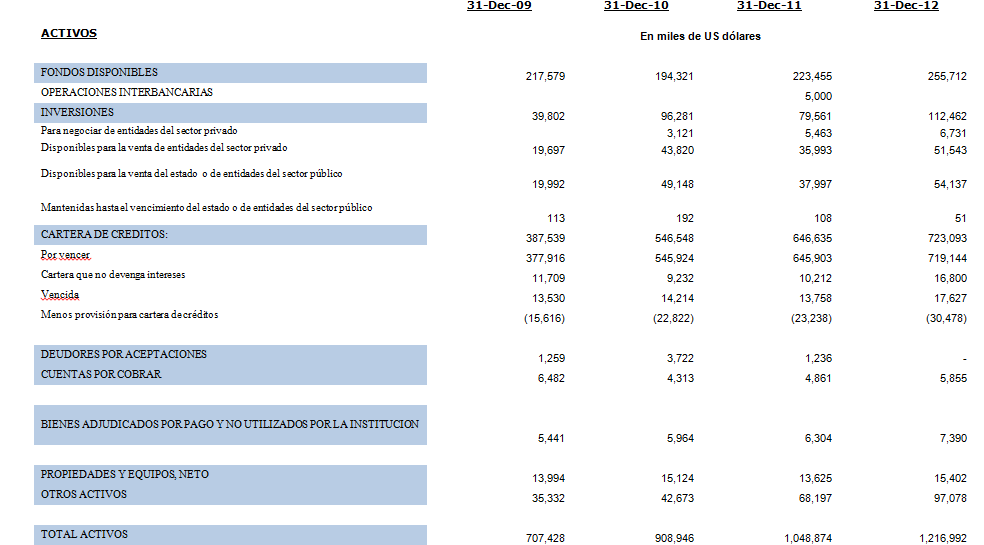 31-Dec-09 31-Dec-10 31-Dec-11 31-Dec-12
ACTIVOS En miles de US dólares
FONDOS DISPONIBLES 217,579 194,321 223,455 255,712
OPERACIONES INTERBANCARIAS 5,000
INVERSIONES 39,802 96,281 79,561 112,462
Para negociar de entidades del sector privado 3,121 5,463 6,731
Disponibles para la venta de entidades del sector privado 19,697 43,820 35,993 51,543
Disponibles para la venta del estado o de entidades del sector público 19,992 49,148 37,997 54,137
Mantenidas hasta el vencimiento del estado o de entidades del sector público 113 192 108 51
CARTERA DE CREDITOS: 387,539 546,548 646,635 723,093
Por vencer 377,916 545,924 645,903 719,144
Cartera que no devenga intereses 11,709 9,232 10,212 16,800
Vencida 13,530 14,214 13,758 17,627
Menos provisión para cartera de créditos (15,616) (22,822) (23,238) (30,478)
DEUDORES POR ACEPTACIONES 1,259 3,722 1,236 -
CUENTAS POR COBRAR 6,482 4,313 4,861 5,855
BIENES ADJUDICADOS POR PAGO Y NO UTILIZADOS POR LA INSTITUCION 5,441 5,964 6,304 7,390
PROPIEDADES Y EQUIPOS, NETO 13,994 15,124 13,625 15,402
OTROS ACTIVOS 35,332 42,673 68,197 97,078
TOTAL ACTIVOS 707,428 908,946 1,048,874 1,216,992